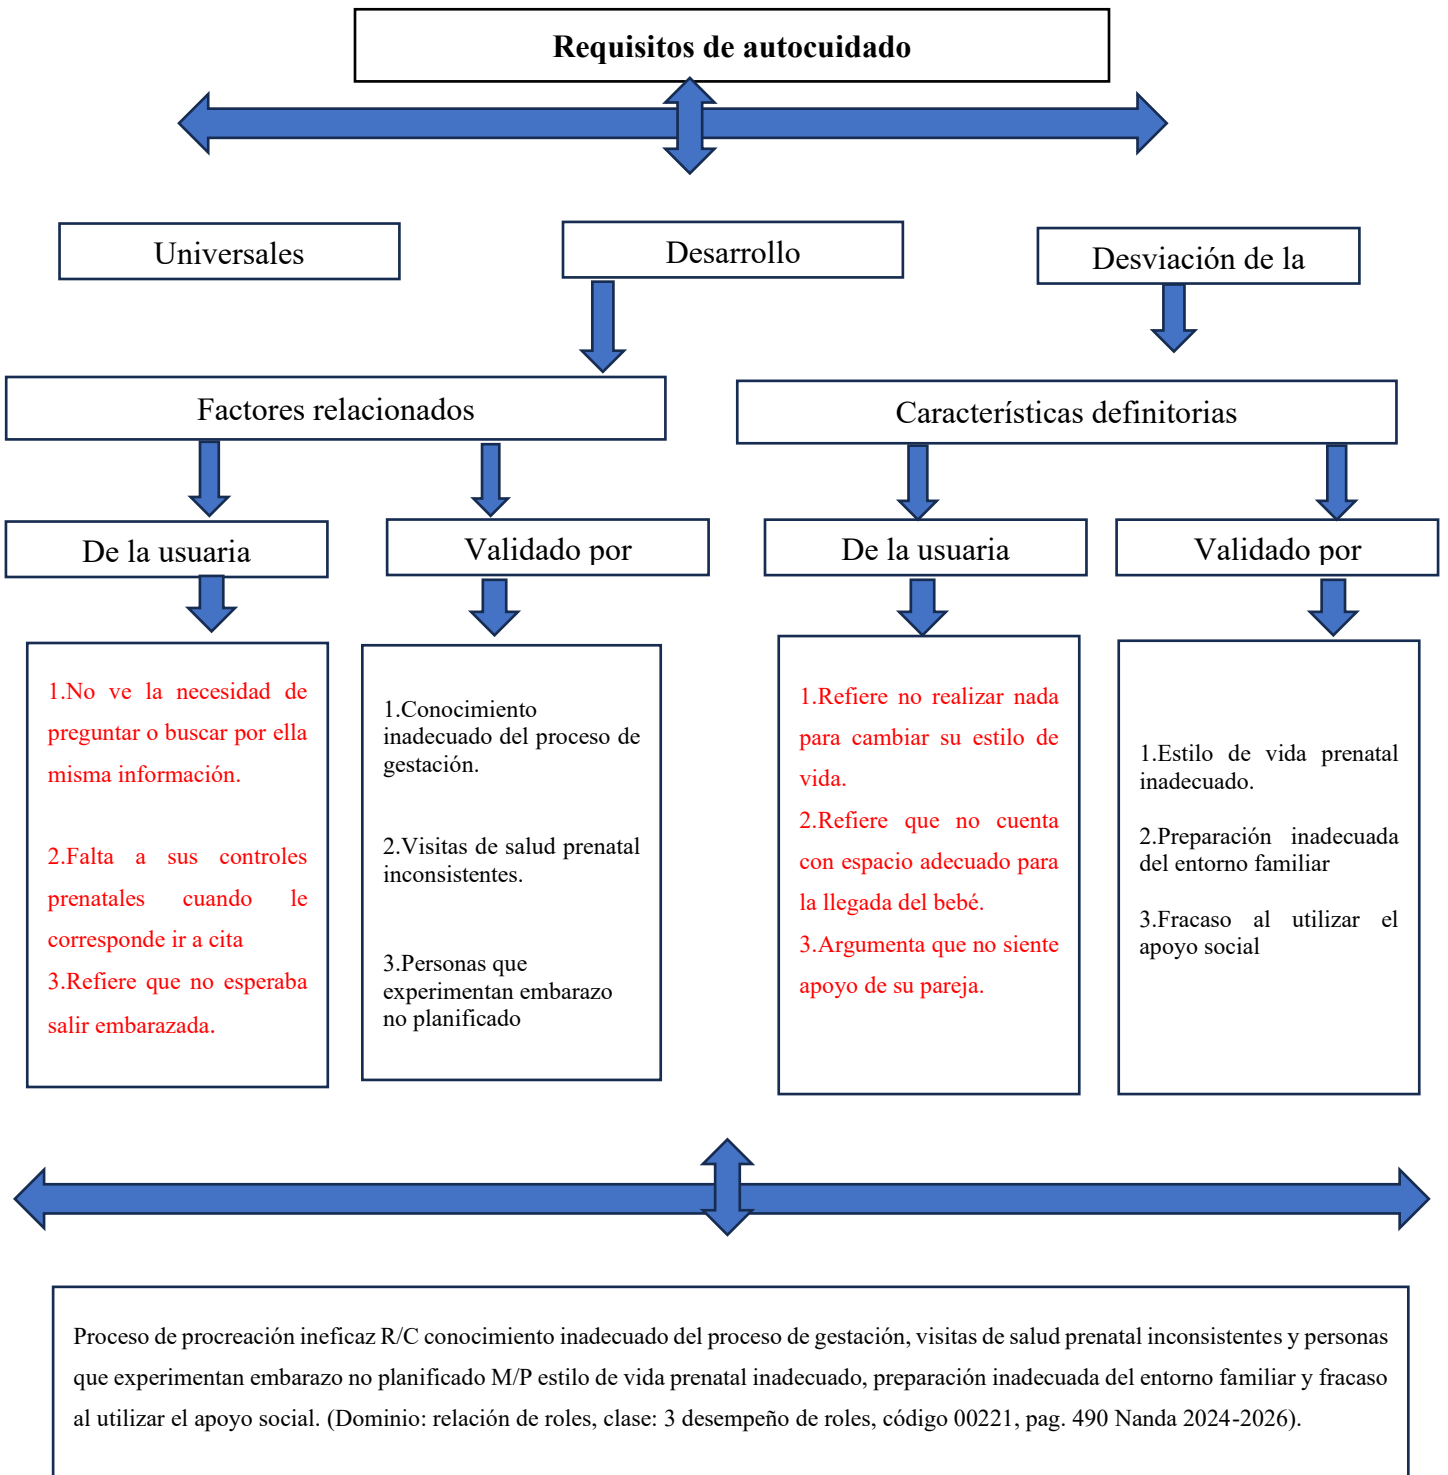 Requisitos de autocuidado
Universales
Desarrollo
Desviación de la
Factores relacionados
Características definitorias
De la usuaria
Validado por
De la usuaria
Validado por
1.No ve la necesidad de
preguntar o buscar por ella
misma información.
2.Falta a sus controles
prenatales cuando le
corresponde ir a cita
3.Refiere que no esperaba
salir embarazada.
1.Conocimiento
inadecuado del proceso de
gestación.
2.Visitas de salud prenatal
inconsistentes.
3.Personas que
experimentan embarazo
no planificado
1.Refiere no realizar nada
para cambiar su estilo de
vida.
2.Refiere que no cuenta
con espacio adecuado para
la llegada del bebé.
3.Argumenta que no siente
apoyo de su pareja.
1.Estilo de vida prenatal
inadecuado.
2.Preparación inadecuada
del entorno familiar
3.Fracaso al utilizar el
apoyo social
Proceso de procreación ineficaz R/C conocimiento inadecuado del proceso de gestación, visitas de salud prenatal inconsistentes y personas
que experimentan embarazo no planificado M/P estilo de vida prenatal inadecuado, preparación inadecuada del entorno familiar y fracaso
al utilizar el apoyo social. (Dominio: relación de roles, clase: 3 desempeño de roles, código 00221, pag. 490 Nanda 2024-2026).